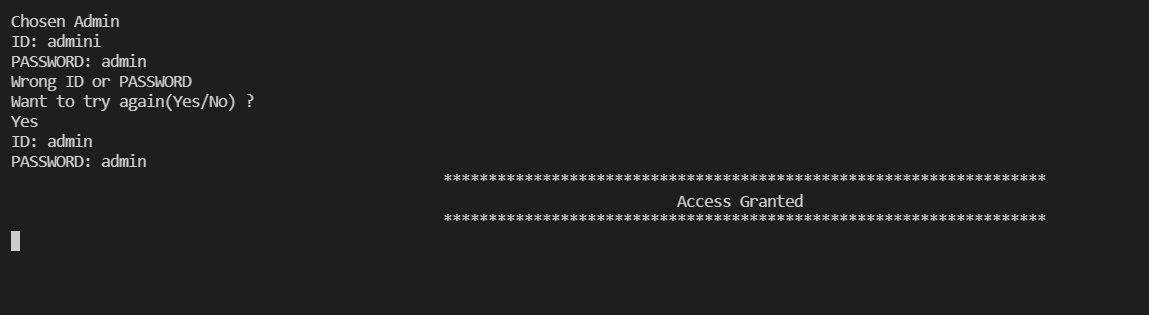 Chosen Admin
ID: admini
PASSWORD: admin
Wrong ID or PASSWORD
Want to try again(Yes/No) ?
Yes
ID: admin
PASSWORD: admin
*******************************************************************
Access Granted
*******************************************************************